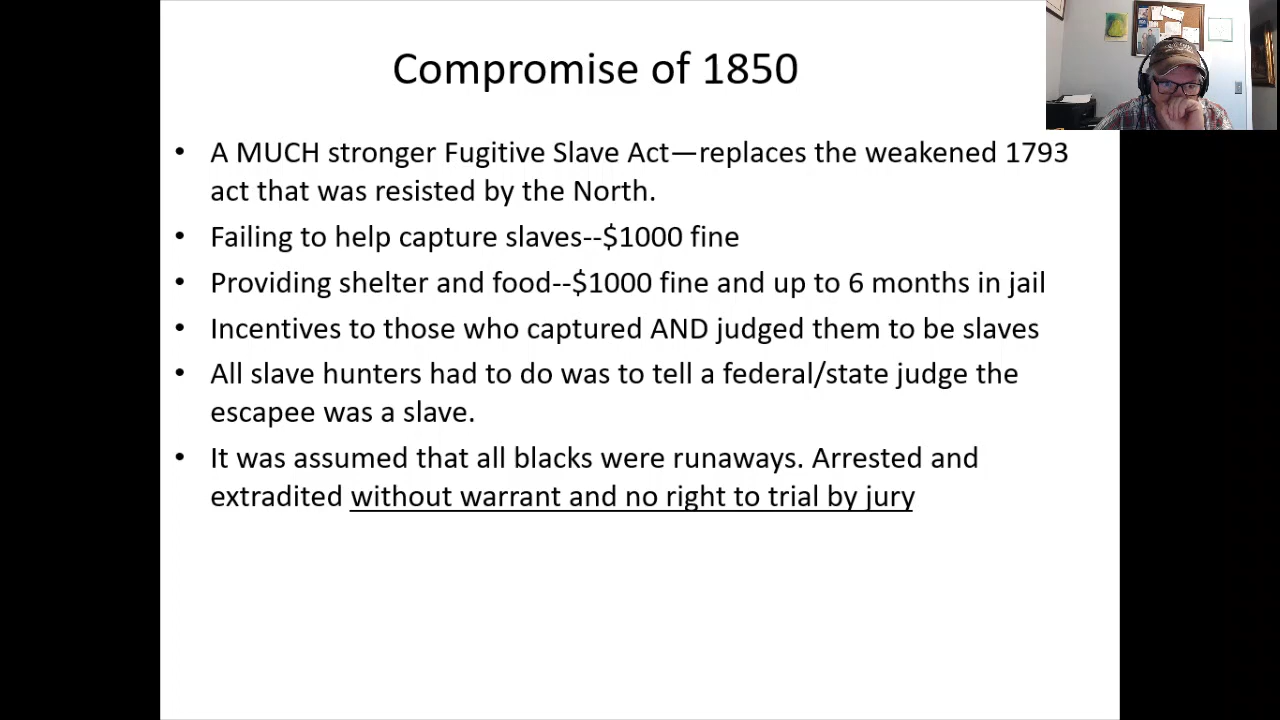 Compromise of 1850
• A MUCH stronger Fugitive Slave Act—replaces the weakened 1793
act that was resisted by the North.
• Failing to help capture slaves--$1000 fine
• Providing shelter and food--$1000 fine and up to 6 months in jail
• Incentives to those who captured AND judged them to be slaves
• All slave hunters had to do was to tell a federal/state judge the
escapee was a slave.
• It was assumed that all blacks were runaways. Arrested and
extradited without warrant and no right to trial by jury